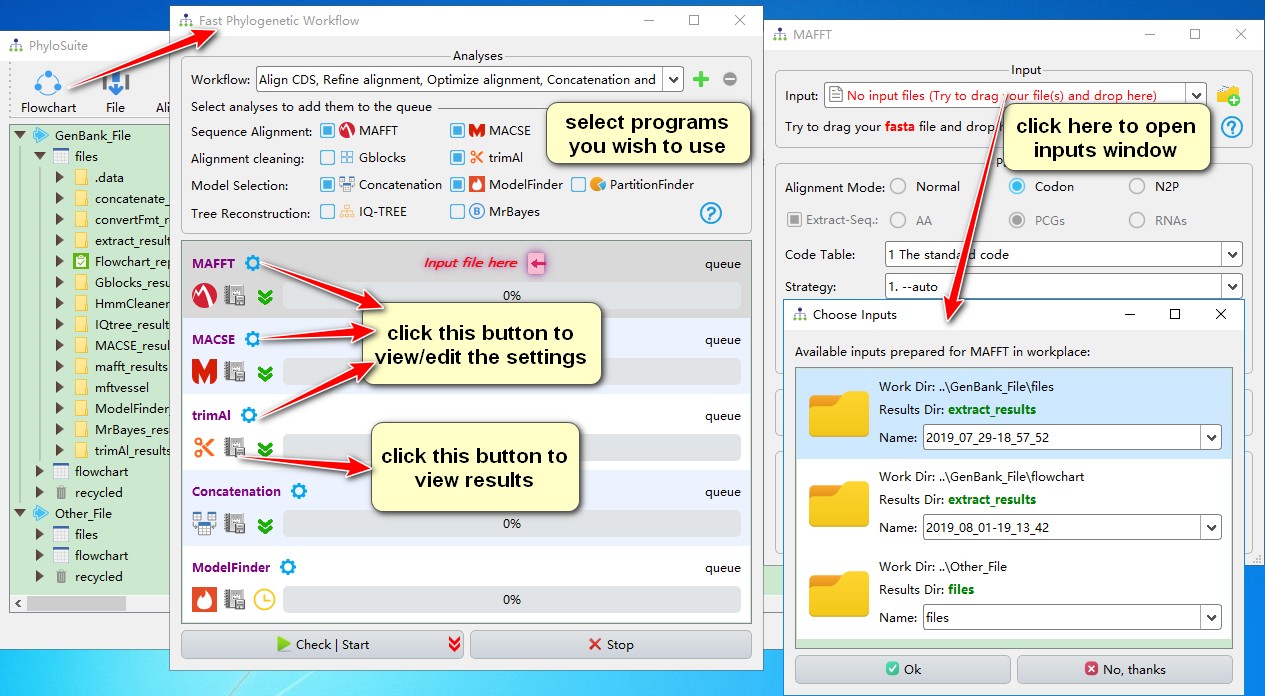 PhyloSuite
Flowchart
File
Ali
GenBank_File
files
.data
concatenate_
convertFmt_r
extract_result
Flowchart_rep
Gblocks_resu
HmmCleaner
IQtree_result
MACSE_resul
mafft_results
mftvessel
ModelFinder_
MrBayes_res
trimAl_results
flowchart
recycled
Other_File
files
flowchart
recycled
Fast Phylogenetic Workflow
Analyses
Workflow: Align CDS, Refine alignment, Optimize alignment, Concatenation and
Select analyses to add them to the queue
Sequence Alignment: MAFFT MACSE
Alignment cleaning: Gblocks trimAl
Model Selection: Concatenation ModelFinder PartitionFinder
Tree Reconstruction: IQ-TREE MrBayes
select programs
you wish to use
MAFFT
Input file here
queue
0%
MACSE
queue
click this button to
view/edit the settings
trimAl
queue
click this button to
view results
Concatenation
queue
0%
ModelFinder
queue
0%
Check | Start
Stop
MAFFT
Input
Input: No input files (Try to drag your file(s) and drop here)
Try to drag your fasta file and drop h
click here to open
inputs window
P
Alignment Mode: Normal Codon N2P
Extract-Seq.: AA PCGs RNAs
Code Table: 1 The standard code
Strategy: 1. --auto
Choose Inputs
Available inputs prepared for MAFFT in workplace:
Work Dir: ..\GenBank_File\files
Results Dir: extract_results
Name: 2019_07_29-18_57_52
Work Dir: ..\GenBank_File\flowchart
Results Dir: extract_results
Name: 2019_08_01-19_13_42
Work Dir: ..\Other_File
Results Dir: files
Name: files
Ok
No, thanks